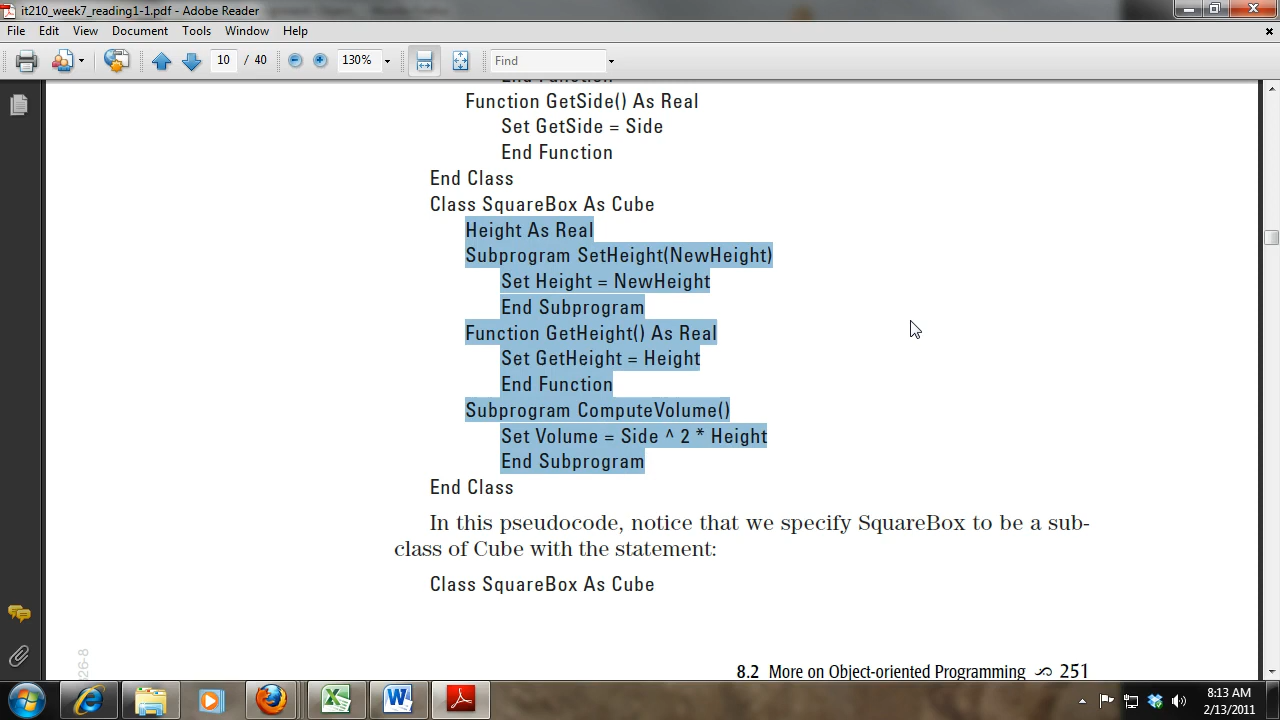 it210_week7_reading1-1.pdf - Adobe Reader
File Edit View Document Tools Window Help
10 / 40 130% Find
End Function
Function GetSide() As Real
Set GetSide = Side
End Function
End Class
Class SquareBox As Cube
Height As Real
Subprogram SetHeight(NewHeight)
Set Height = NewHeight
End Subprogram
Function GetHeight() As Real
Set GetHeight = Height
End Function
Subprogram ComputeVolume()
Set Volume = Side ^ 2 * Height
End Subprogram
End Class
In this pseudocode, notice that we specify SquareBox to be a sub-
class of Cube with the statement:
Class SquareBox As Cube
26-8
8.2 More on Object-oriented Programming 251
8:13 AM
2/13/2011